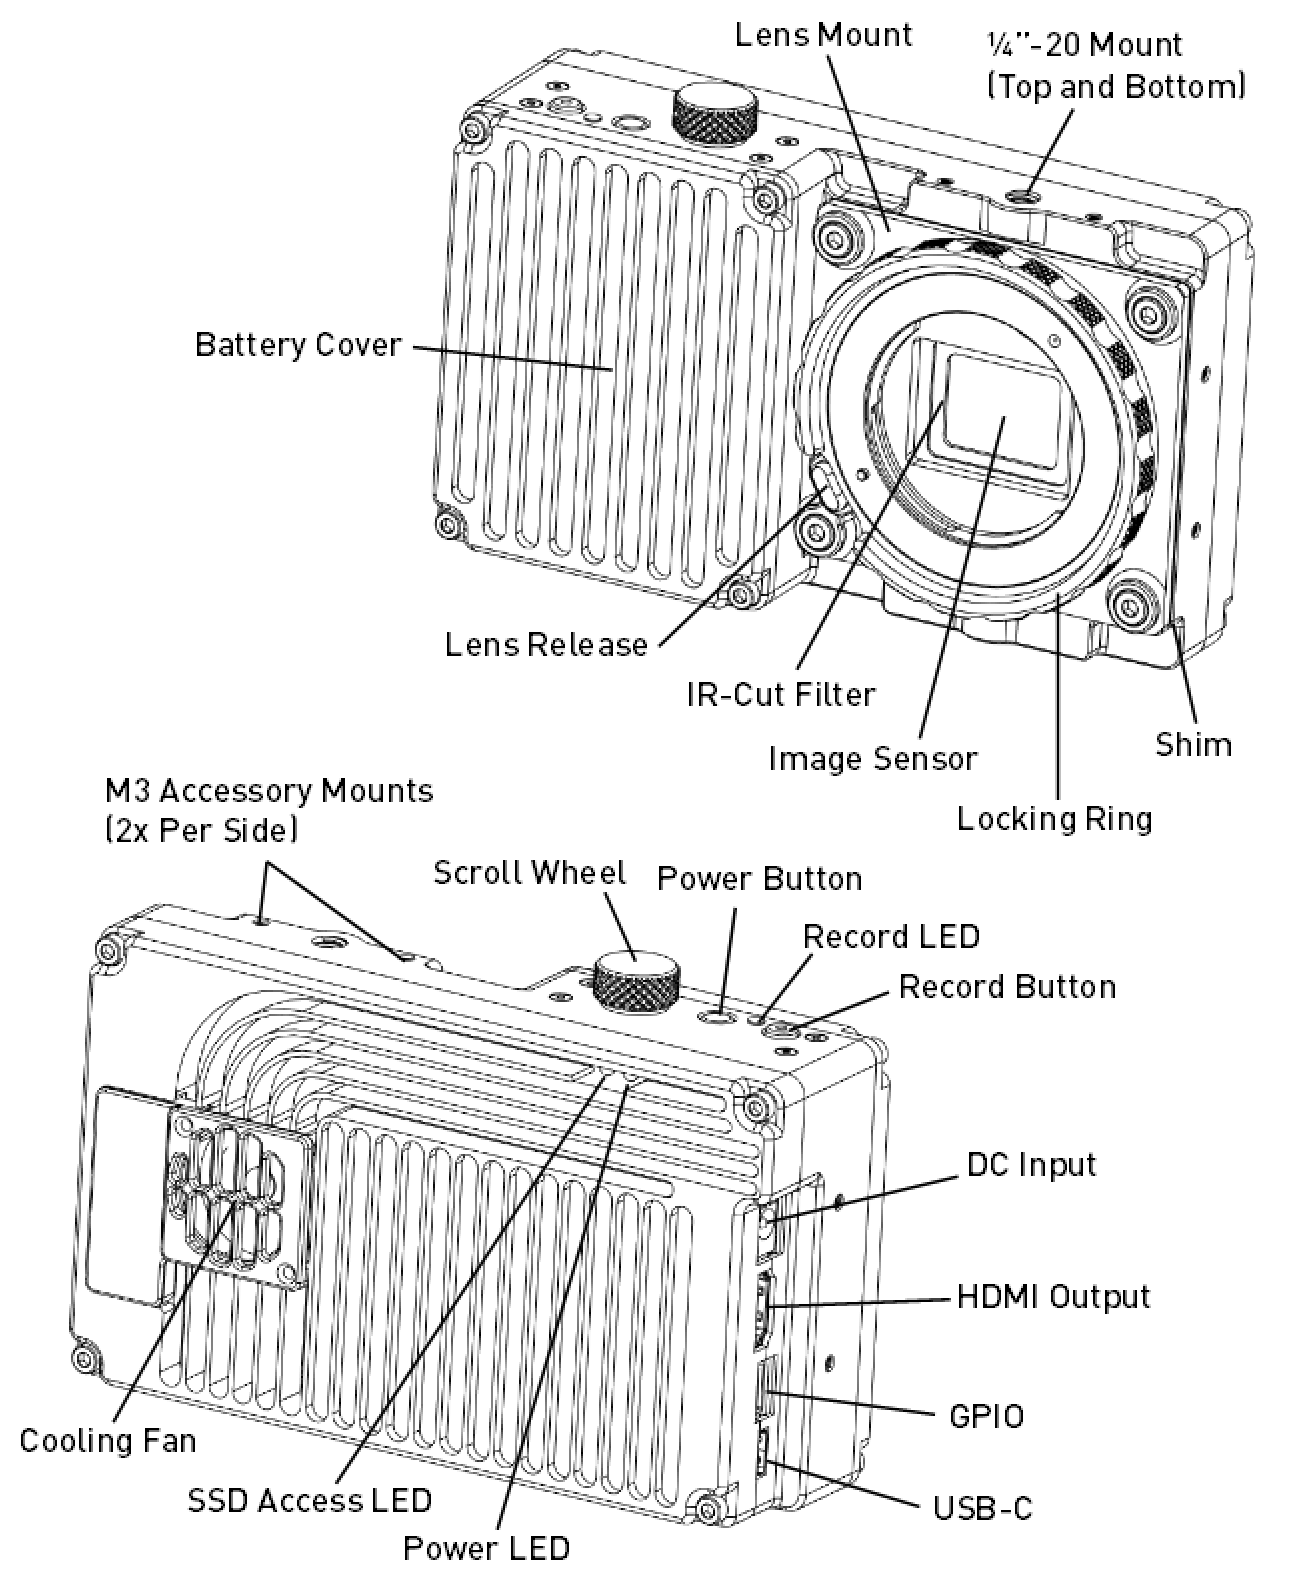 Lens Mount
¼”-20 Mount
(Top and Bottom)
Battery Cover
Lens Release
IR-Cut Filter
Image Sensor
Shim
Locking Ring
M3 Accessory Mounts
(2x Per Side)
Scroll Wheel
Power Button
Record LED
Record Button
DC Input
HDMI Output
GPIO
USB-C
Cooling Fan
SSD Access LED
Power LED